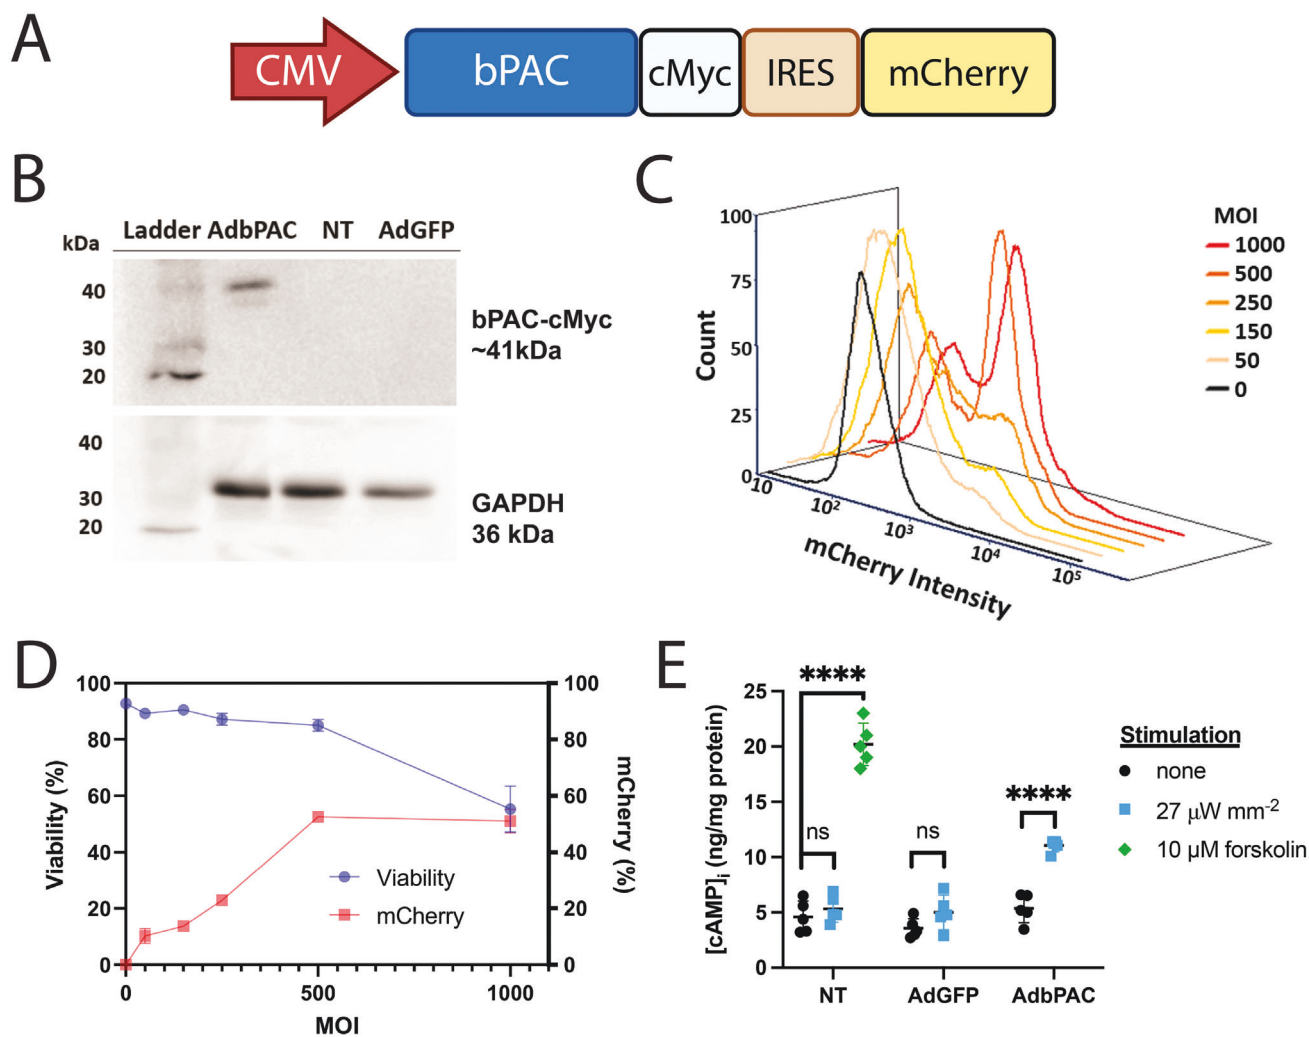 A
CMV bPAC cMyc IRES mCherry
B
kDa Ladder AdbPAC NT AdGFP
40
30
20
bPAC-cMyc
~41kDa
40
30
20
GAPDH
36 kDa
C
100
75
50
25
0
Count
10 10² 10³ 10⁴ 10⁵
mCherry Intensity
MOI
1000
500
250
150
50
0
D
100
80
60
40
20
0
Viability (%)
100
80
60
40
20
0
mCherry (%)
Viability
mCherry
0 500 1000
MOI
E
25
20
15
10
5
0
[cAMP]ᵢ (ng/mg protein)
****
ns
ns
****
NT AdGFP AdbPAC
Stimulation
none
27 µW mm⁻²
10 µM forskolin